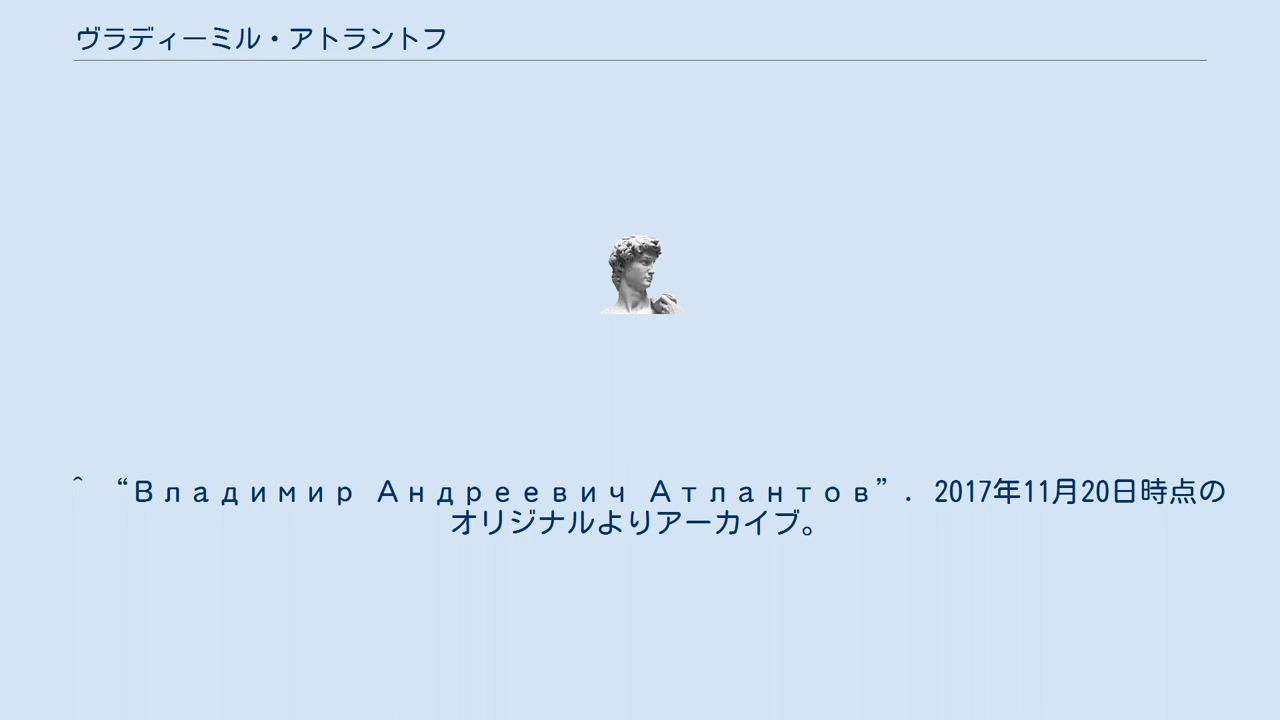 ヴラディーミル・アトラントフ
^ “Владимир Андреевич Атлантов”. 2017年11月20日時点の
オリジナルよりアーカイブ。